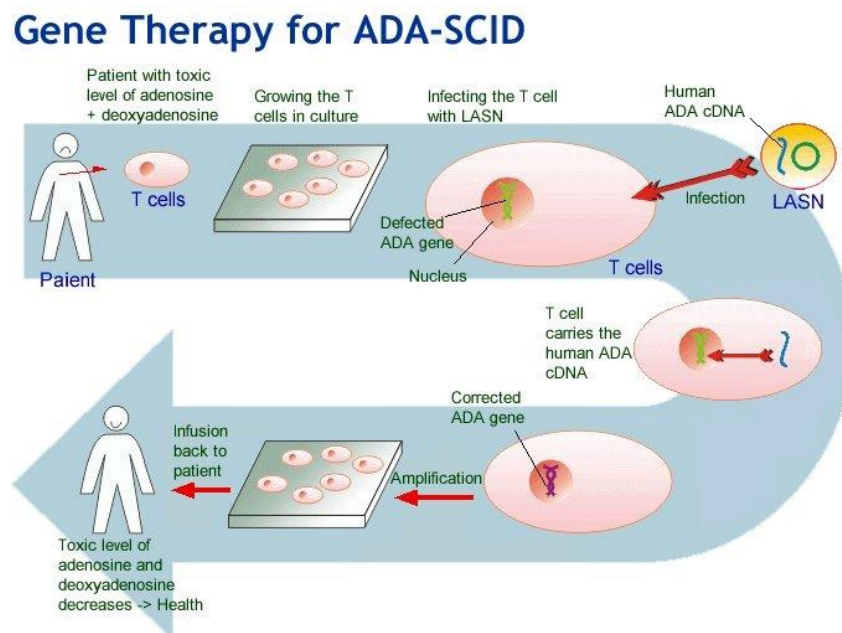 Gene Therapy for ADA-SCID
Patient with toxic
level of adenosine
+ deoxyadenosine
T cells
Paient
Growing the T
cells in culture
Infecting the T cell
with LASN
Defected
ADA gene
Nucleus
T cells
Human
ADA cDNA
Infection
LASN
T cell
carries the
human ADA
cDNA
Corrected
ADA gene
Amplification
Infusion
back to
patient
Toxic level of
adenosine and
deoxyadenosine
decreases -> Health